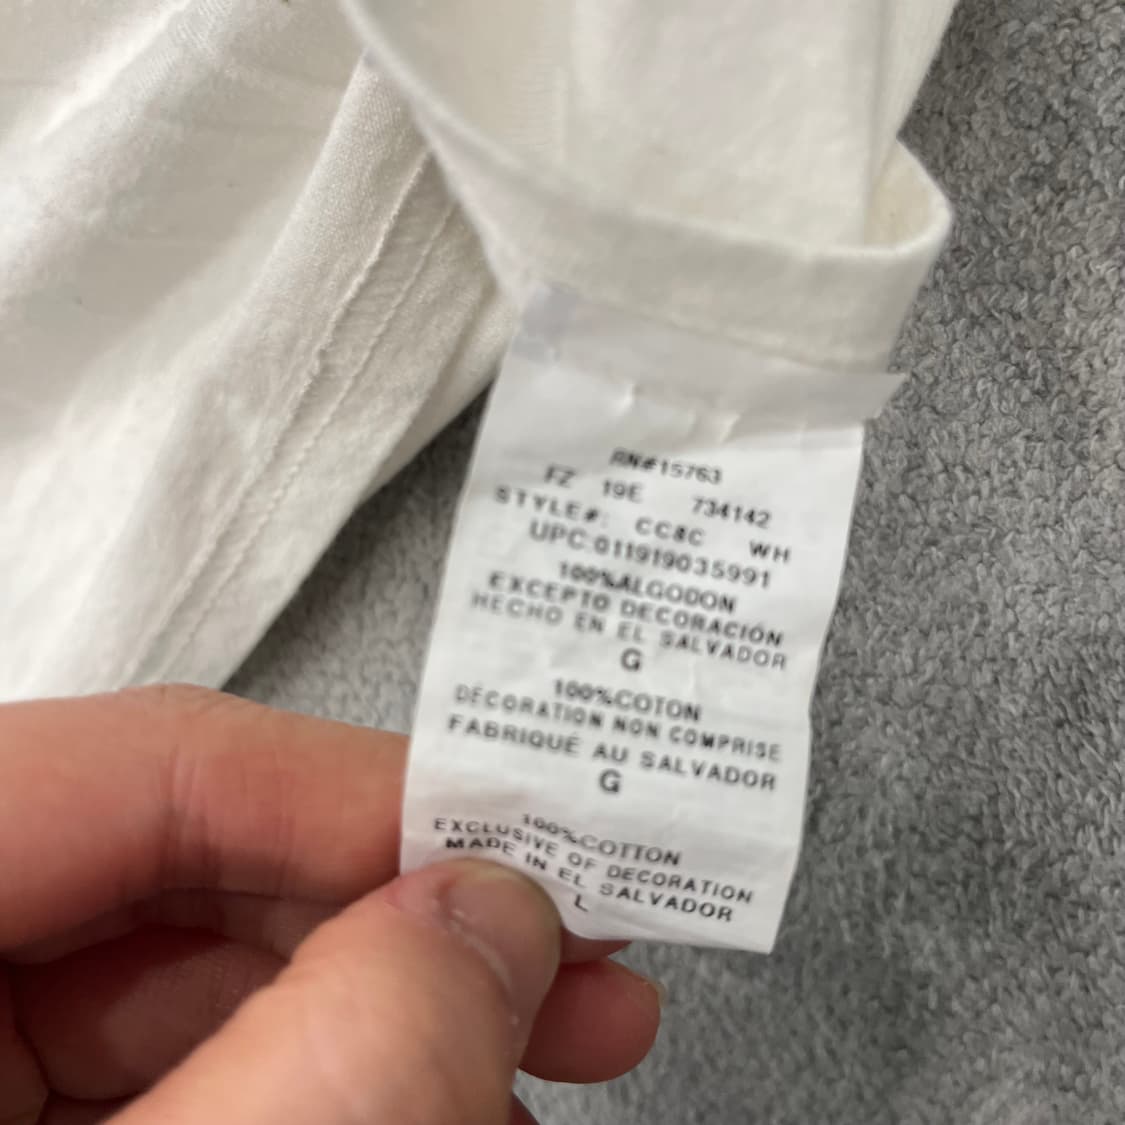 RN#15763
FZ 19E 734142
STYLE#: CC8C WH
UPC:011919035991
100%ALGODON
EXCEPTO DECORACIÓN
HECHO EN EL SALVADOR
G
100%COTON
DÉCORATION NON COMPRISE
FABRIQUÉ AU SALVADOR
G
100%COTTON
EXCLUSIVE OF DECORATION
MADE IN EL SALVADOR
L